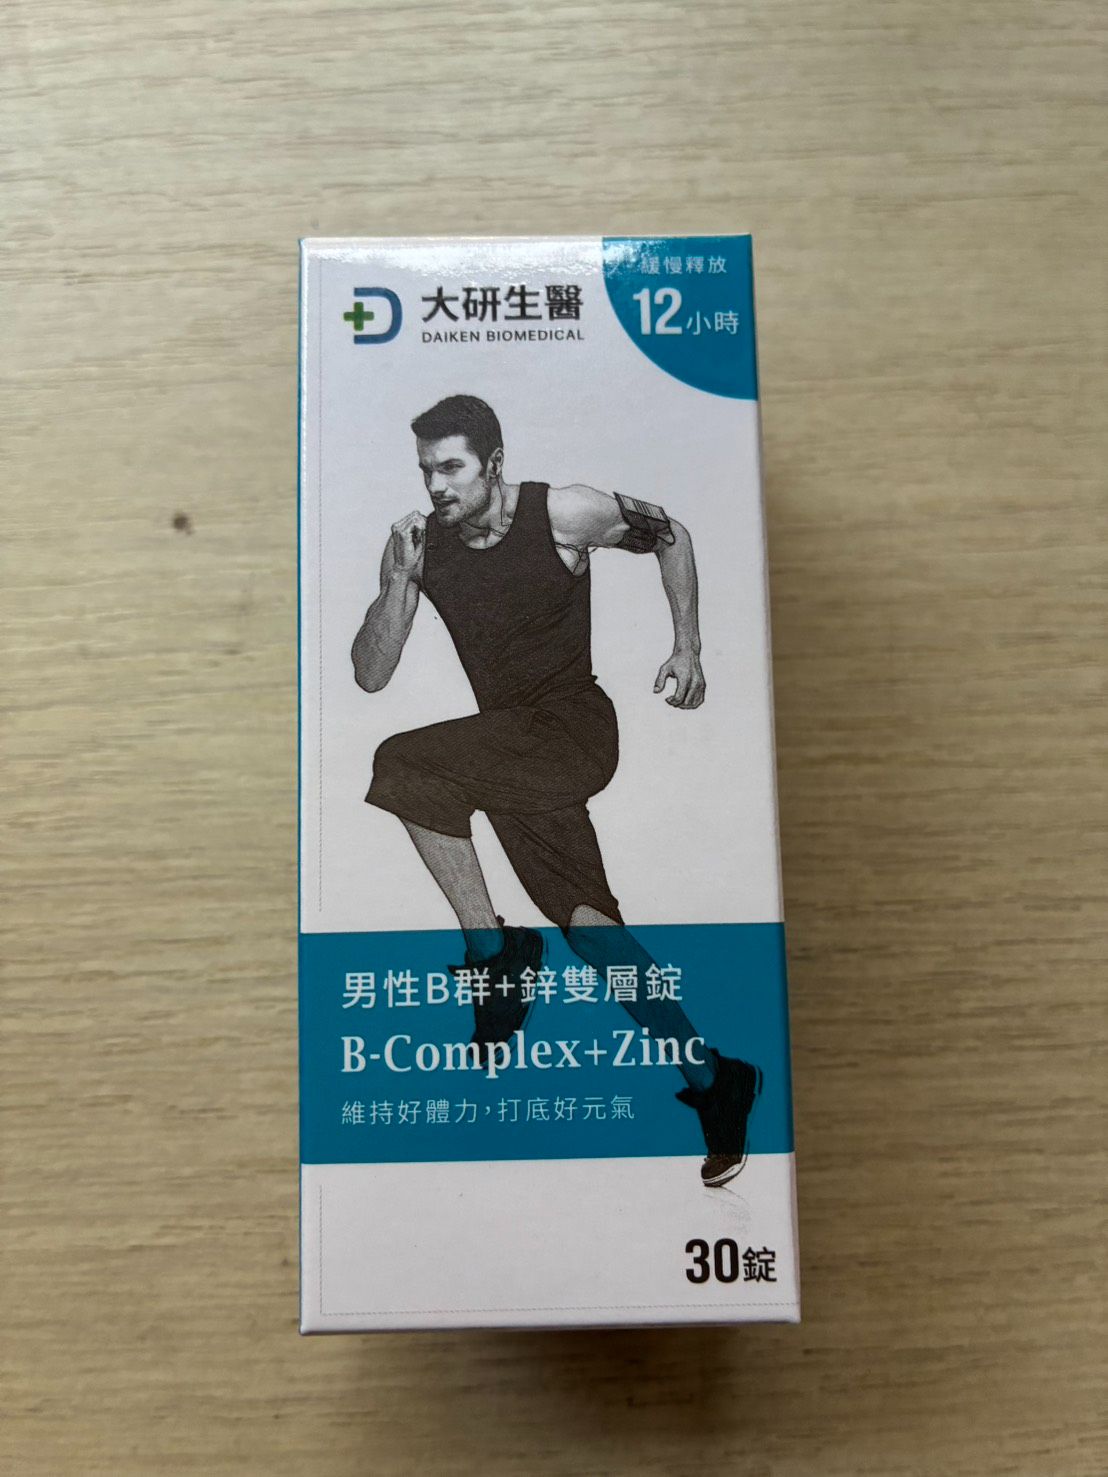 大研生醫
DAIKEN BIOMEDICAL
緩慢釋放
12小時
男性B群+鋅雙層錠
B-Complex+Zinc
維持好體力，打底好元氣
30錠